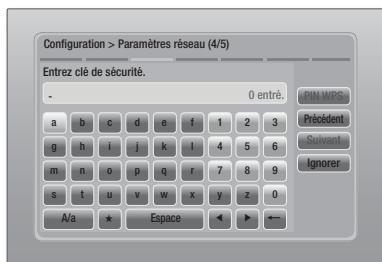 Configuration > Paramètres réseau (4/5)
Entrez clé de sécurité.
- 0 entré.
PIN WPS
a b c d e f 1 2 3
Précédent
g h i j k l 4 5 6
Suivant
m n o p q r 7 8 9
Ignorer
s t u v w x y z 0
A/a ★ Espace ◀ ▶ ←